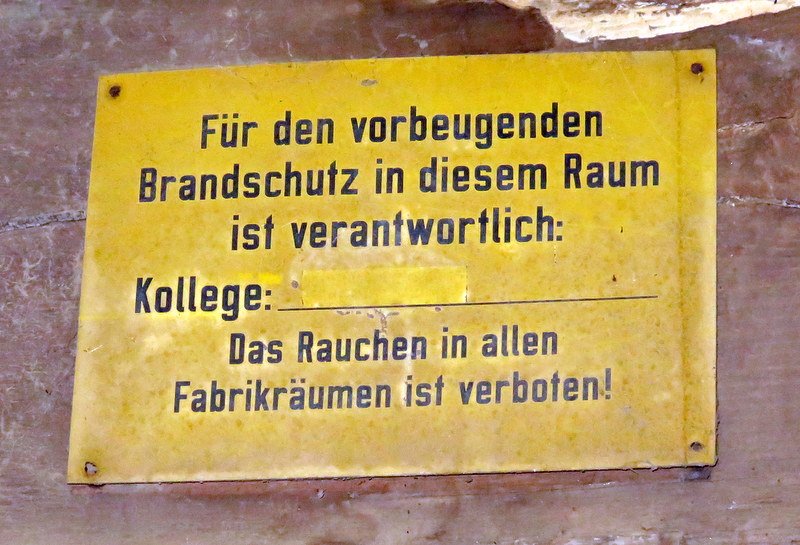 Für den vorbeugenden
Brandschutz in diesem Raum
ist verantwortlich:
Kollege:
Das Rauchen in allen
Fabrikräumen ist verboten!